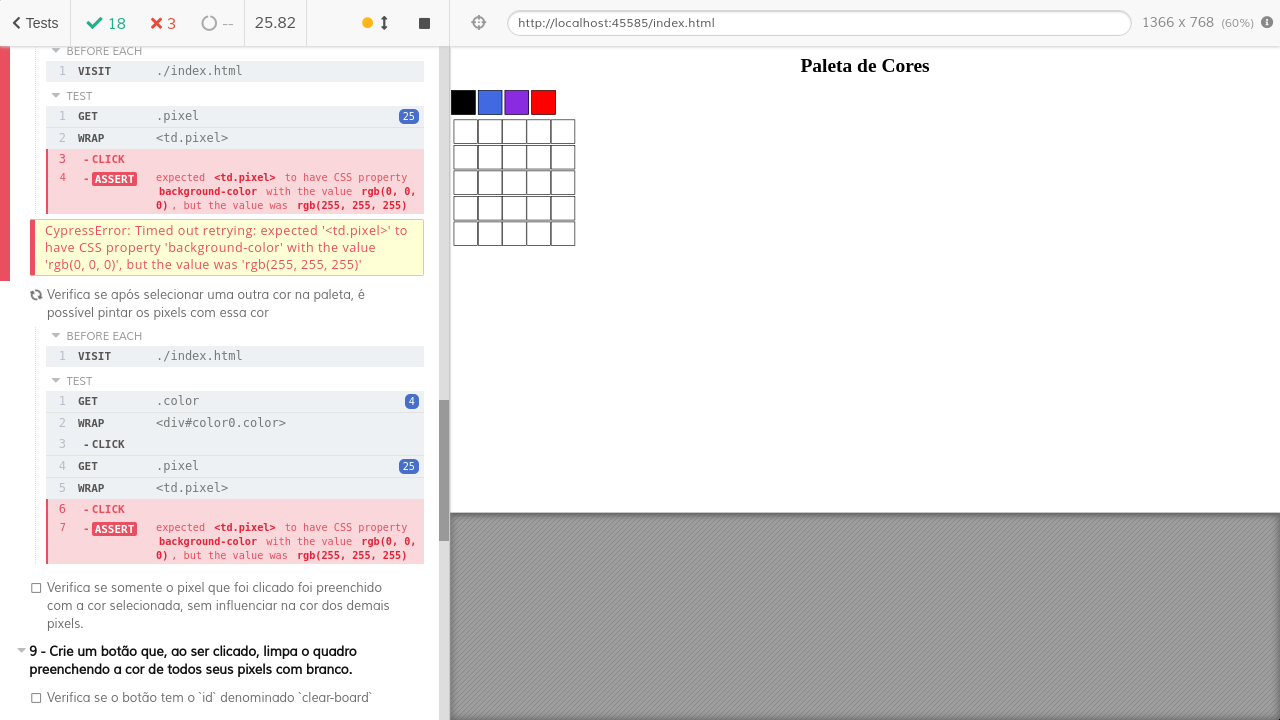 Tests 18 3 -- 25.82 http://localhost:45585/index.html 1366 x 768 (60%)
BEFORE EACH
1 VISIT ./index.html
TEST
1 GET .pixel 25
2 WRAP <td.pixel>
3 - CLICK
4 - ASSERT expected <td.pixel> to have CSS property
background-color with the value rgb(0, 0,
0), but the value was rgb(255, 255, 255)
CypressError: Timed out retrying: expected '<td.pixel>' to
have CSS property 'background-color' with the value
'rgb(0, 0, 0)', but the value was 'rgb(255, 255, 255)'
Verifica se após selecionar uma outra cor na paleta, é
possível pintar os pixels com essa cor
BEFORE EACH
1 VISIT ./index.html
TEST
1 GET .color 4
2 WRAP <div#color0.color>
3 - CLICK
4 GET .pixel 25
5 WRAP <td.pixel>
6 - CLICK
7 - ASSERT expected <td.pixel> to have CSS property
background-color with the value rgb(0, 0,
0), but the value was rgb(255, 255, 255)
Verifica se somente o pixel que foi clicado foi preenchido
com a cor selecionada, sem influenciar na cor dos demais
pixels.
9 - Crie um botão que, ao ser clicado, limpa o quadro
preenchendo a cor de todos seus pixels com branco.
Verifica se o botão tem o `id` denominado `clear-board`
Paleta de Cores